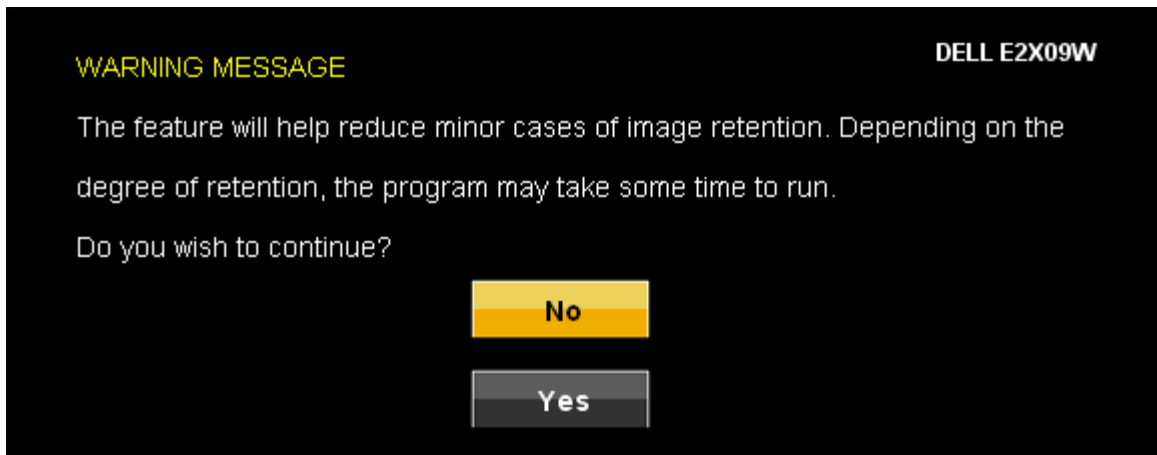 DELL E2X09W
WARNING MESSAGE
The feature will help reduce minor cases of image retention. Depending on the
degree of retention, the program may take some time to run.
Do you wish to continue?
No
Yes